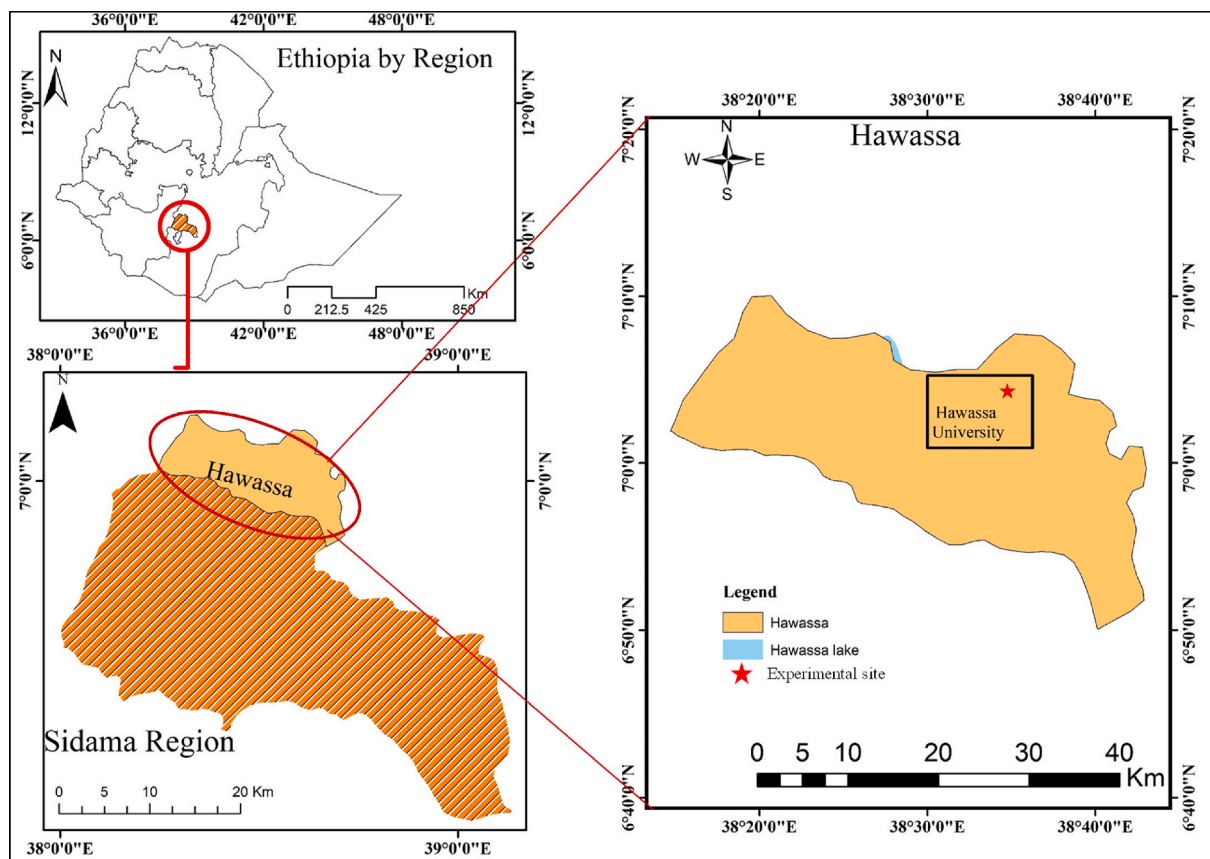 36°0'0"E 42°0'0"E 48°0'0"E
N
Ethiopia by Region
12°0'0"N 12°0'0"N
6°0'0"N 6°0'0"N
Km
0 212.5 425 850
36°0'0"E 42°0'0"E 48°0'0"E
38°0'0"E 39°0'0"E
N
Hawassa
7°0'0"N 7°0'0"N
Sidama Region
0 5 10 20 Km
38°0'0"E 39°0'0"E
38°20'0"E 38°30'0"E 38°40'0"E
Hawassa
N
W E
S
7°20'0"N 7°20'0"N
7°10'0"N 7°10'0"N
Hawassa
University
7°0'0"N 7°0'0"N
Legend
Hawassa
Hawassa lake
Experimental site
6°50'0"N 6°50'0"N
0 5 10 20 30 40
Km
6°40'0"N 6°40'0"N
38°20'0"E 38°30'0"E 38°40'0"E